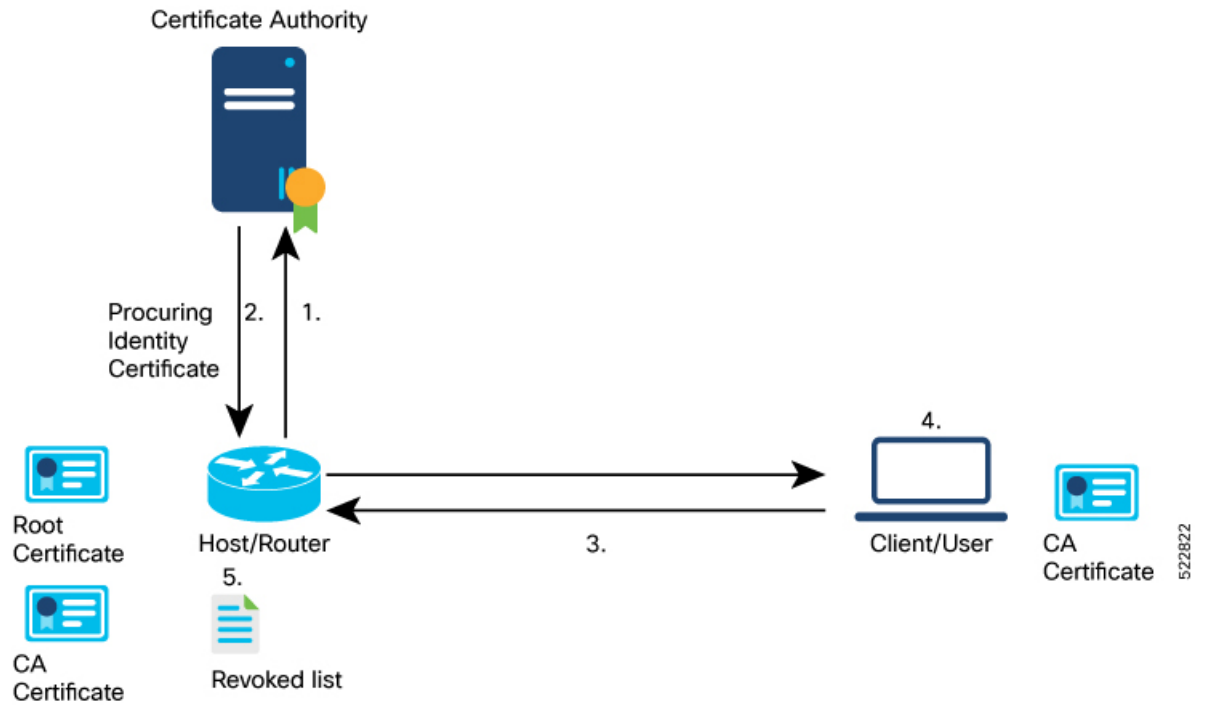 Certificate Authority
Procuring
Identity
Certificate
2.
1.
4.
Root
Certificate
Host/Router
3.
Client/User
CA
Certificate
522822
5.
CA
Certificate
Revoked list